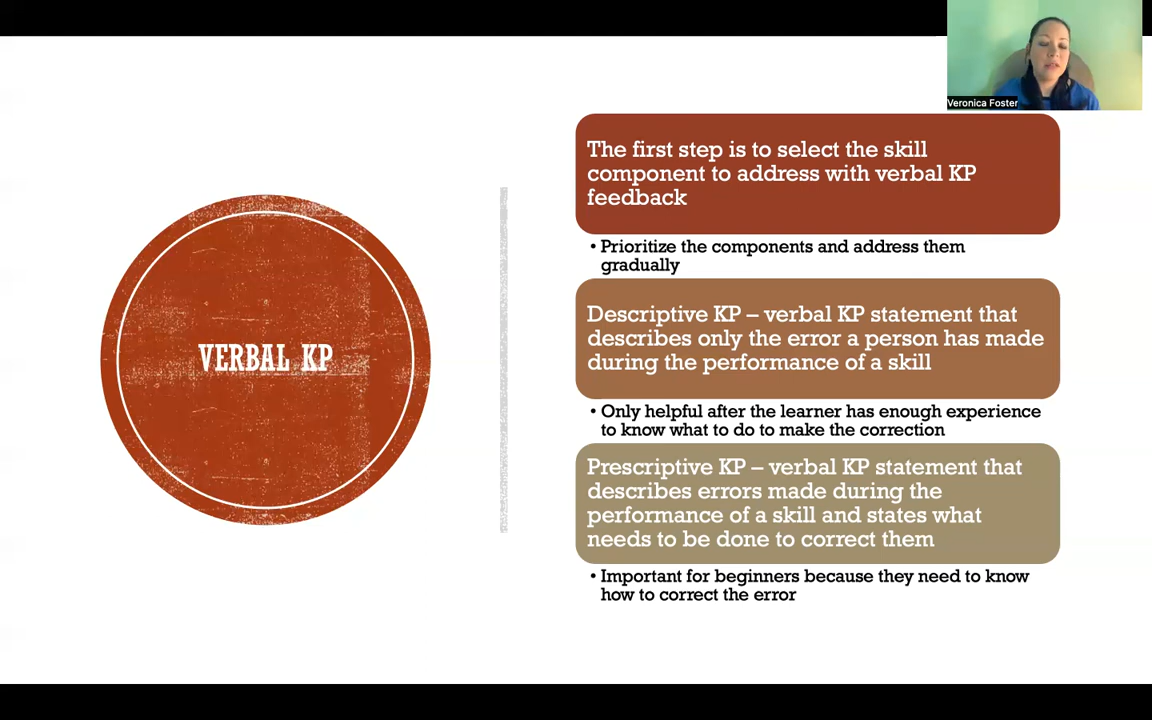 Veronica Foster
VERBAL KP
The first step is to select the skill
component to address with verbal KP
feedback
• Prioritize the components and address them
gradually
Descriptive KP – verbal KP statement that
describes only the error a person has made
during the performance of a skill
• Only helpful after the learner has enough experience
to know what to do to make the correction
Prescriptive KP – verbal KP statement that
describes errors made during the
performance of a skill and states what
needs to be done to correct them
• Important for beginners because they need to know
how to correct the error